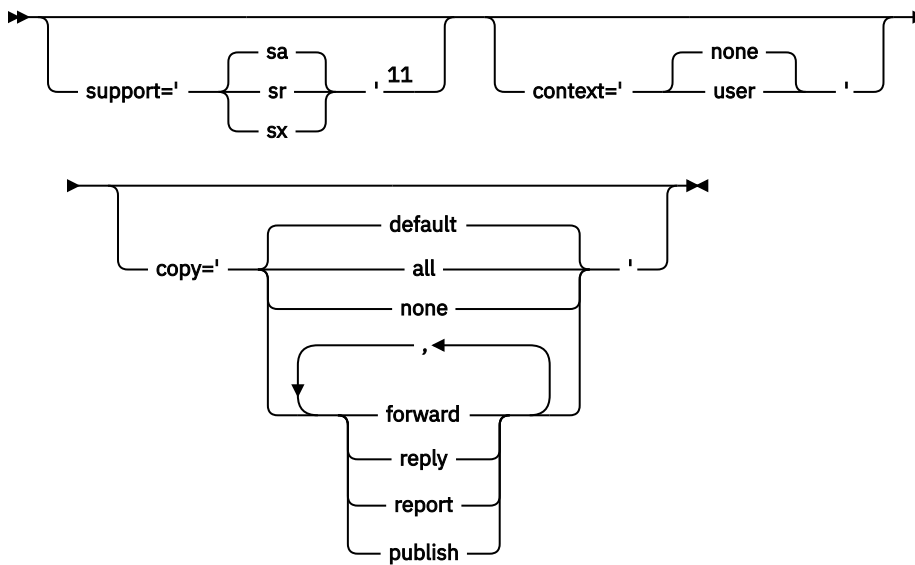 sa none
support=' sr ' 11 context=' user '
sx
default
copy=' all '
none
,
forward
reply
report
publish